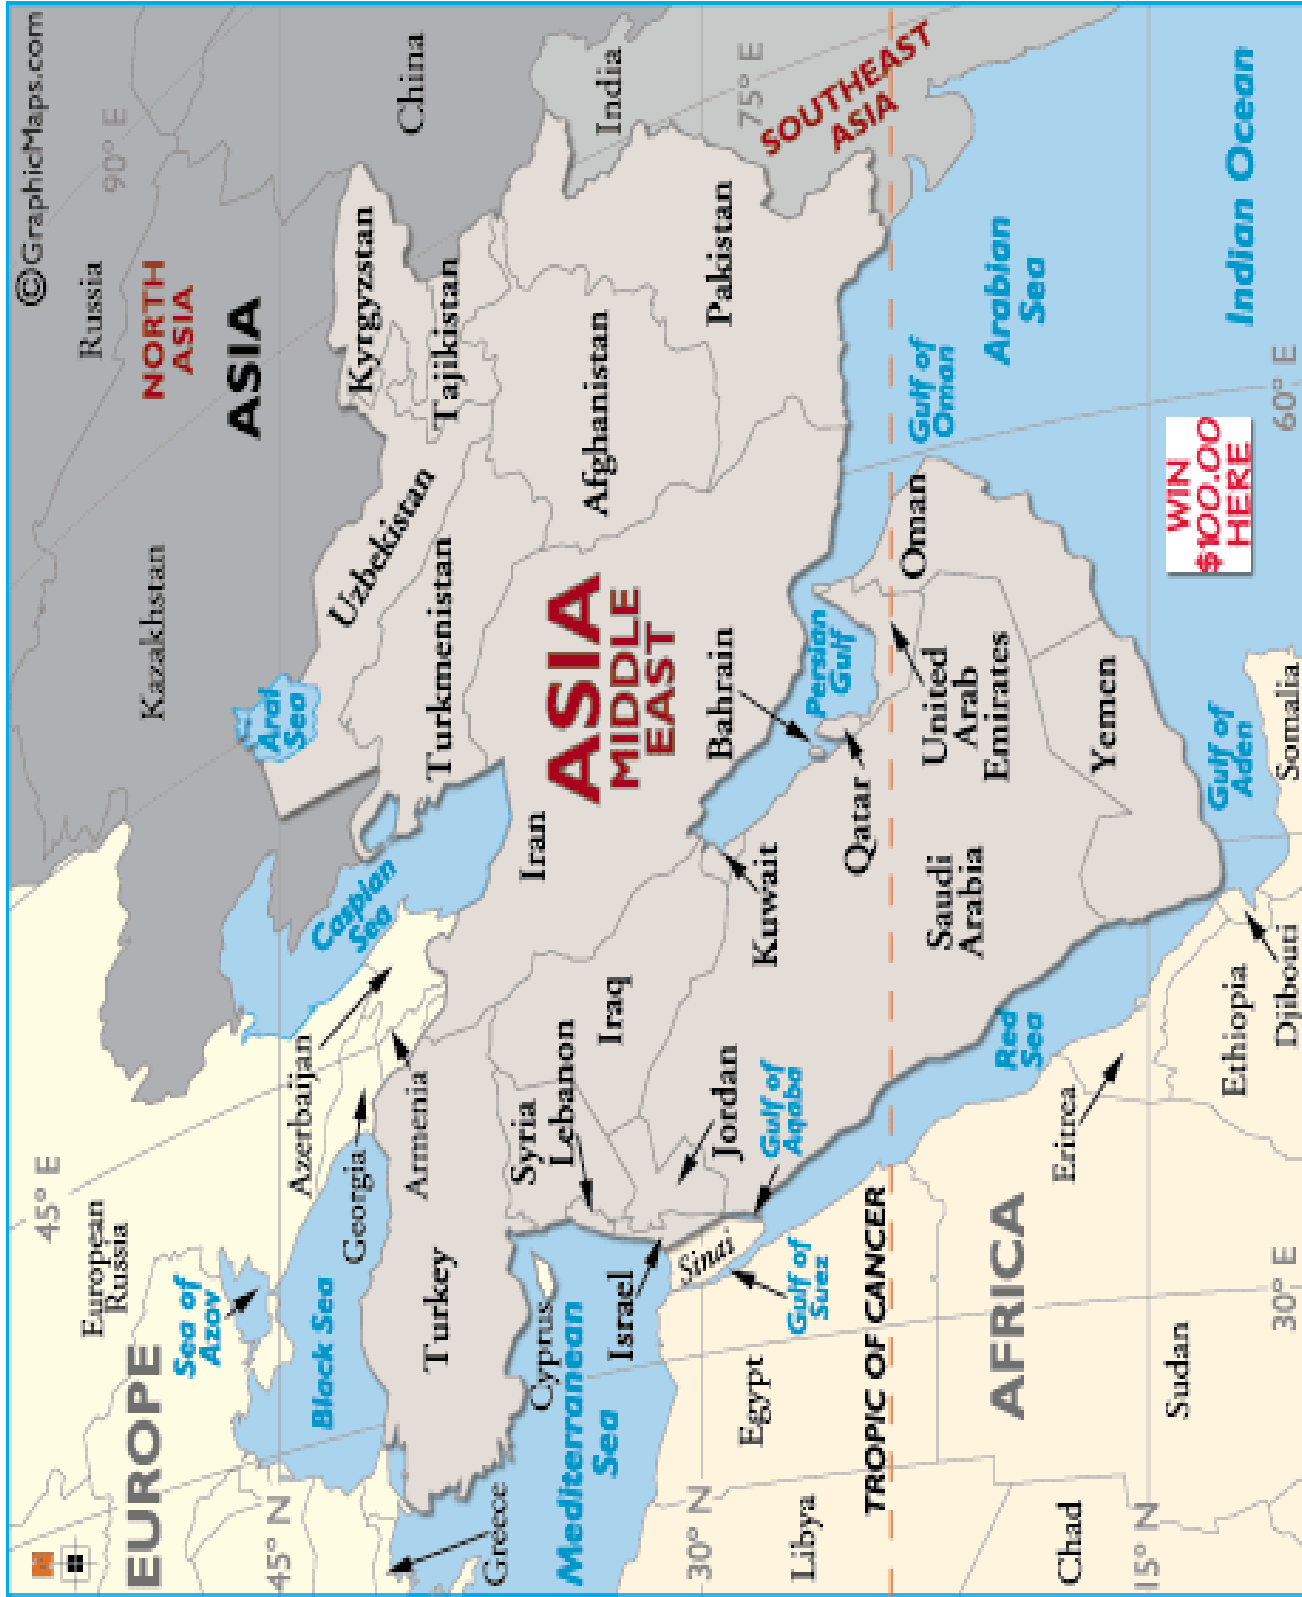 ©GraphicMaps.com
N
EUROPE
European
Russia
45° E
Russia
90° E
NORTH
ASIA
Kazakhstan
ASIA
Sea of
Azov
Aral
Sea
45° N
Black Sea
Georgia
Azerbaijan
Armenia
Caspian
Sea
Uzbekistan
Kyrgyzstan
China
Tajikistan
Turkmenistan
Turkey
Greece
Cyprus
Syria
Lebanon
Iran
Iraq
ASIA
MIDDLE
EAST
Afghanistan
India
Mediterranean
Sea
Israel
Sinai
30° N
Jordan
Kuwait
Bahrain
Pakistan
75° E
SOUTHEAST
ASIA
Egypt
Libya
Gulf of
Suez
Gulf of
Aqaba
Persian
Gulf
Qatar
TROPIC OF CANCER
Saudi
Arabia
United
Arab
Emirates
Oman
Gulf of
Oman
Arabian
Sea
AFRICA
Red
Sea
Eritrea
Yemen
Chad
Sudan
15° N
Ethiopia
Djibouti
Gulf of
Aden
Somalia
WIN
$100.00
HERE
Indian Ocean
30° E
60° E